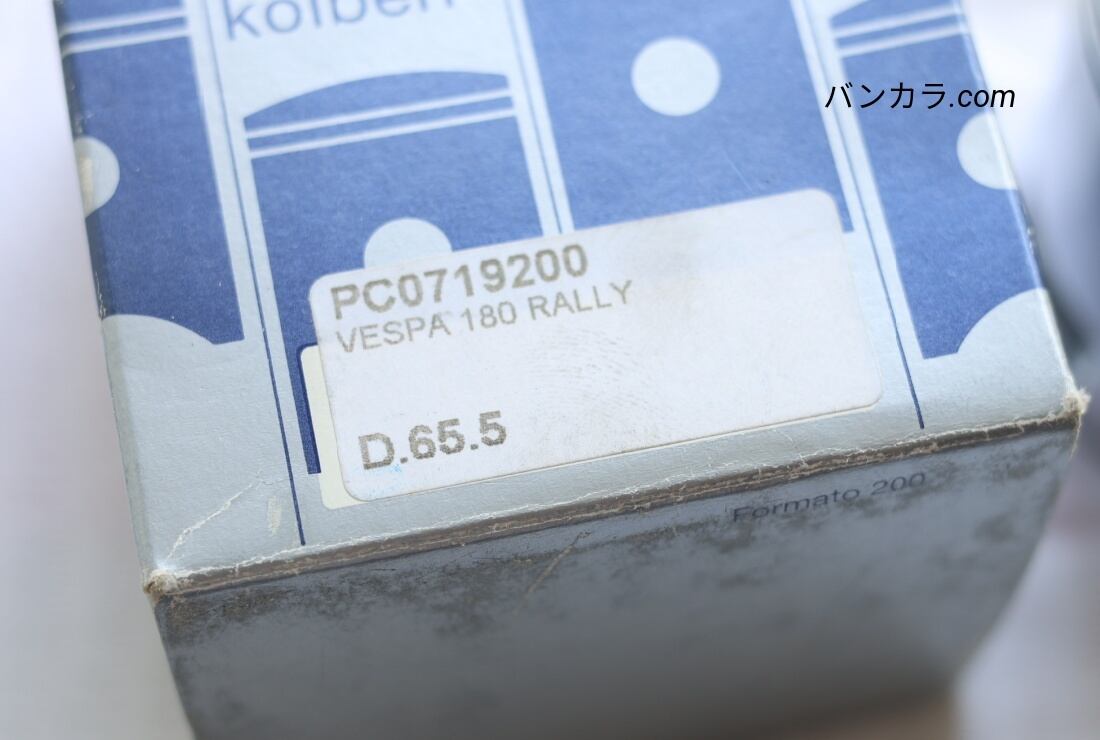 kolben
バンカラ.com
PC0719200
VESPA 180 RALLY
D.65.5
Formato 200